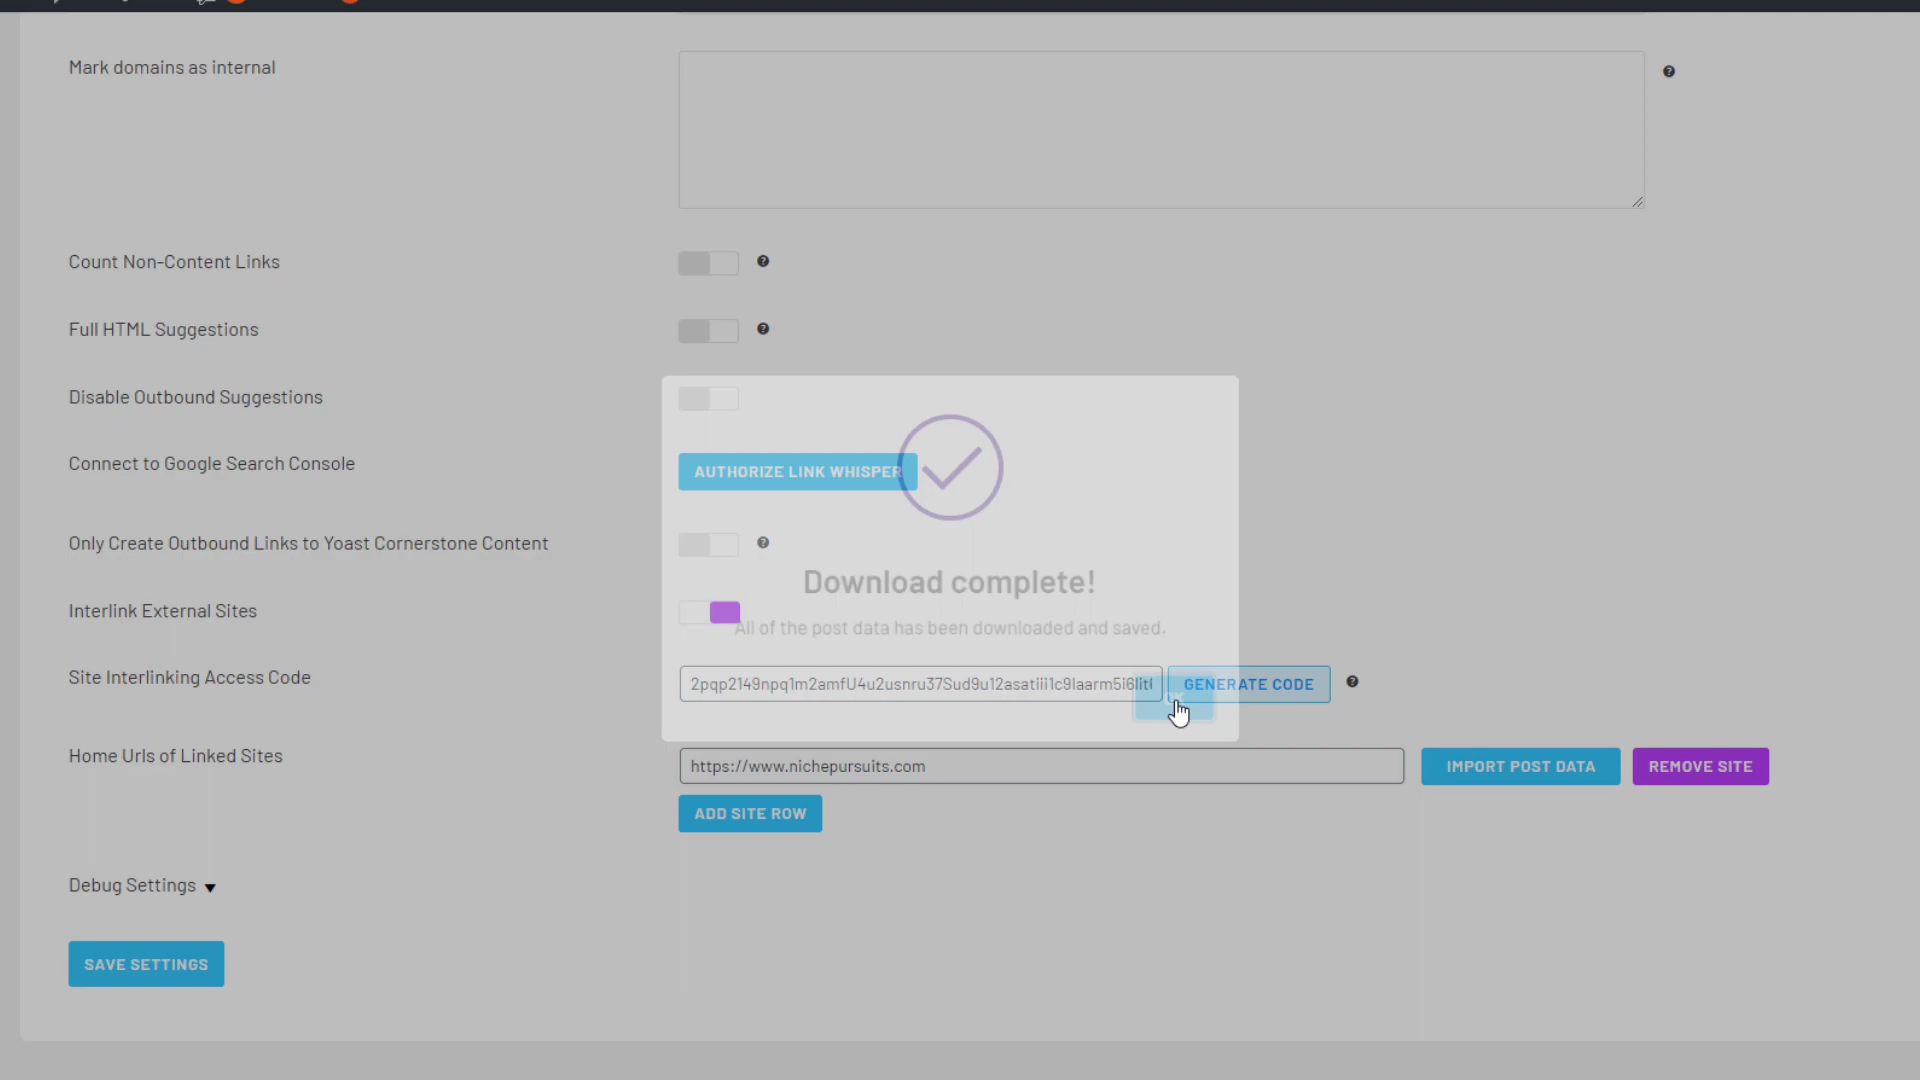 Mark domains as internal
Count Non-Content Links
Full HTML Suggestions
Disable Outbound Suggestions
Connect to Google Search Console
AUTHORIZE LINK WHISPER
Only Create Outbound Links to Yoast Cornerstone Content
Download complete!
Interlink External Sites
All of the post data has been downloaded and saved.
Site Interlinking Access Code
GENERATE CODE
Home Urls of Linked Sites
https://www.nichepursuits.com
IMPORT POST DATA
REMOVE SITE
ADD SITE ROW
Debug Settings
SAVE SETTINGS